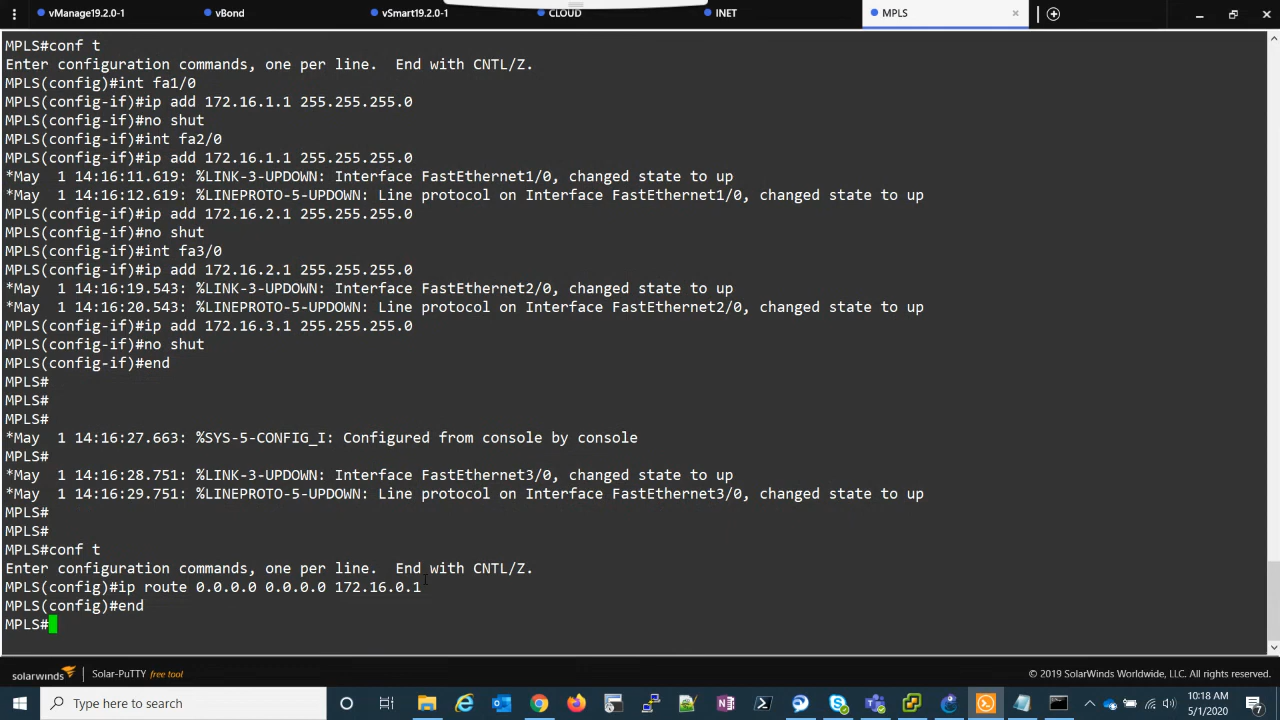 vManage19.2.0-1
vBond
vSmart19.2.0-1
CLOUD
INET
MPLS
MPLS#conf t
Enter configuration commands, one per line.  End with CNTL/Z.
MPLS(config)#int fa1/0
MPLS(config-if)#ip add 172.16.1.1 255.255.255.0
MPLS(config-if)#no shut
MPLS(config-if)#int fa2/0
MPLS(config-if)#ip add 172.16.1.1 255.255.255.0
*May  1 14:16:11.619: %LINK-3-UPDOWN: Interface FastEthernet1/0, changed state to up
*May  1 14:16:12.619: %LINEPROTO-5-UPDOWN: Line protocol on Interface FastEthernet1/0, changed state to up
MPLS(config-if)#ip add 172.16.2.1 255.255.255.0
MPLS(config-if)#no shut
MPLS(config-if)#int fa3/0
MPLS(config-if)#ip add 172.16.2.1 255.255.255.0
*May  1 14:16:19.543: %LINK-3-UPDOWN: Interface FastEthernet2/0, changed state to up
*May  1 14:16:20.543: %LINEPROTO-5-UPDOWN: Line protocol on Interface FastEthernet2/0, changed state to up
MPLS(config-if)#ip add 172.16.3.1 255.255.255.0
MPLS(config-if)#no shut
MPLS(config-if)#end
MPLS#
MPLS#
MPLS#
*May  1 14:16:27.663: %SYS-5-CONFIG_I: Configured from console by console
MPLS#
*May  1 14:16:28.751: %LINK-3-UPDOWN: Interface FastEthernet3/0, changed state to up
*May  1 14:16:29.751: %LINEPROTO-5-UPDOWN: Line protocol on Interface FastEthernet3/0, changed state to up
MPLS#
MPLS#
MPLS#conf t
Enter configuration commands, one per line.  End with CNTL/Z.
MPLS(config)#ip route 0.0.0.0 0.0.0.0 172.16.0.1
MPLS(config)#end
MPLS#
solarwinds
Solar-PuTTY free tool
© 2019 SolarWinds Worldwide, LLC. All rights reserved.
Type here to search
10:18 AM
5/1/2020
7